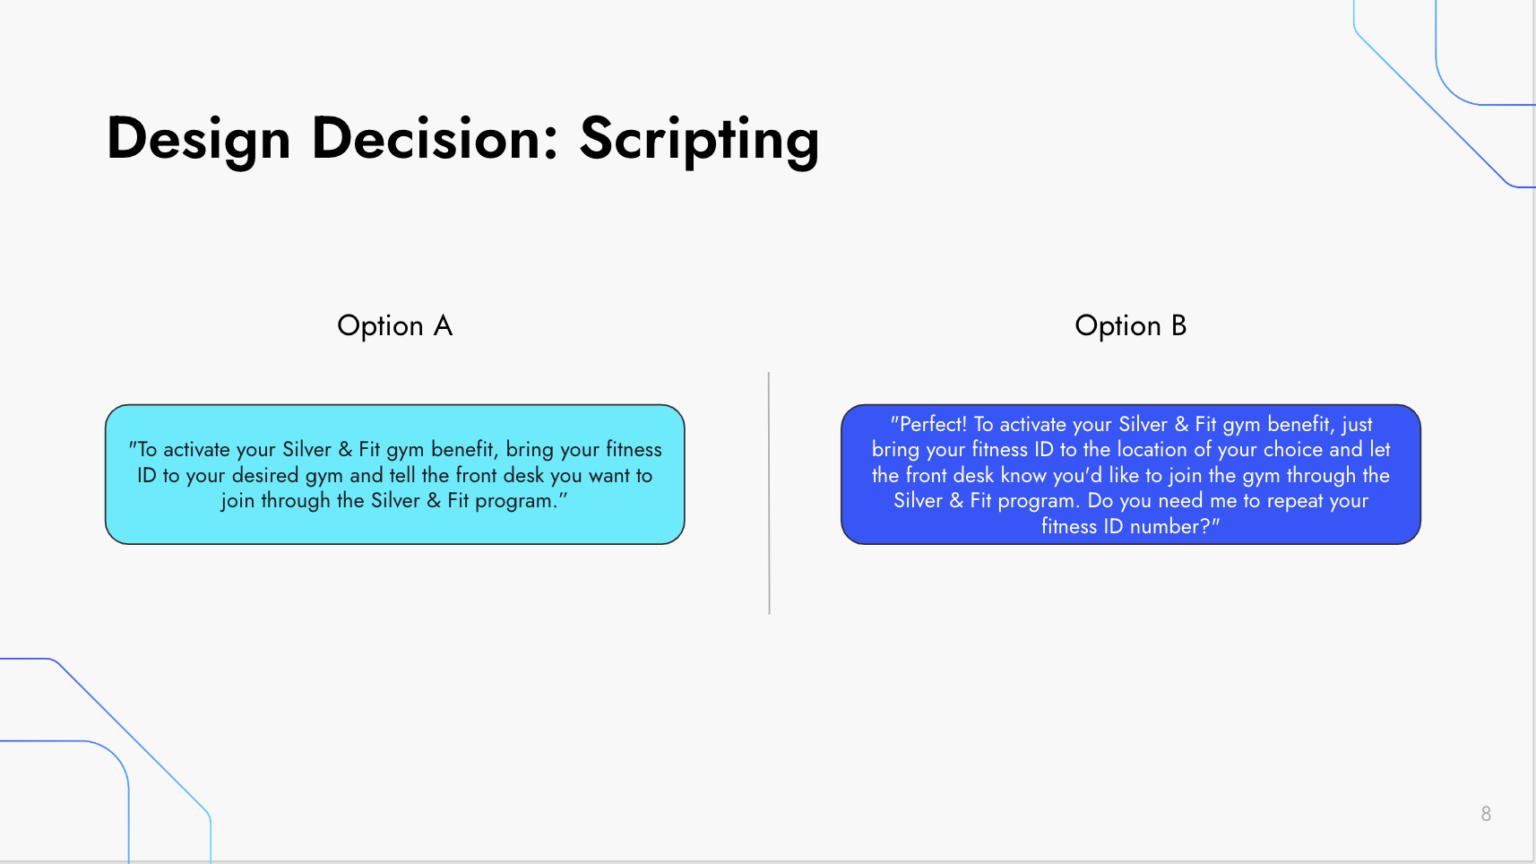 Design Decision: Scripting
Option A
"To activate your Silver & Fit gym benefit, bring your fitness
ID to your desired gym and tell the front desk you want to
join through the Silver & Fit program.”
Option B
"Perfect! To activate your Silver & Fit gym benefit, just
bring your fitness ID to the location of your choice and let
the front desk know you'd like to join the gym through the
Silver & Fit program. Do you need me to repeat your
fitness ID number?"
8